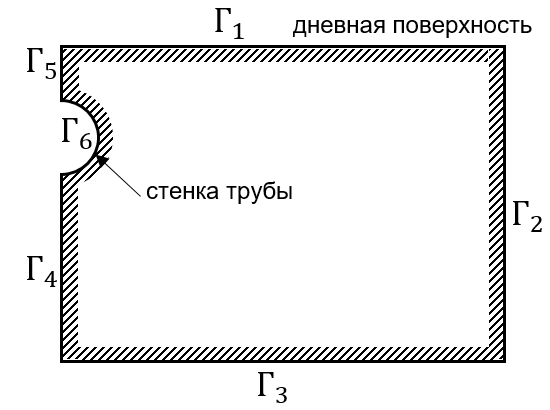 Γ₁ дневная поверхность
Γ₅
Γ₆
стенка трубы
Γ₂
Γ₄
Γ₃